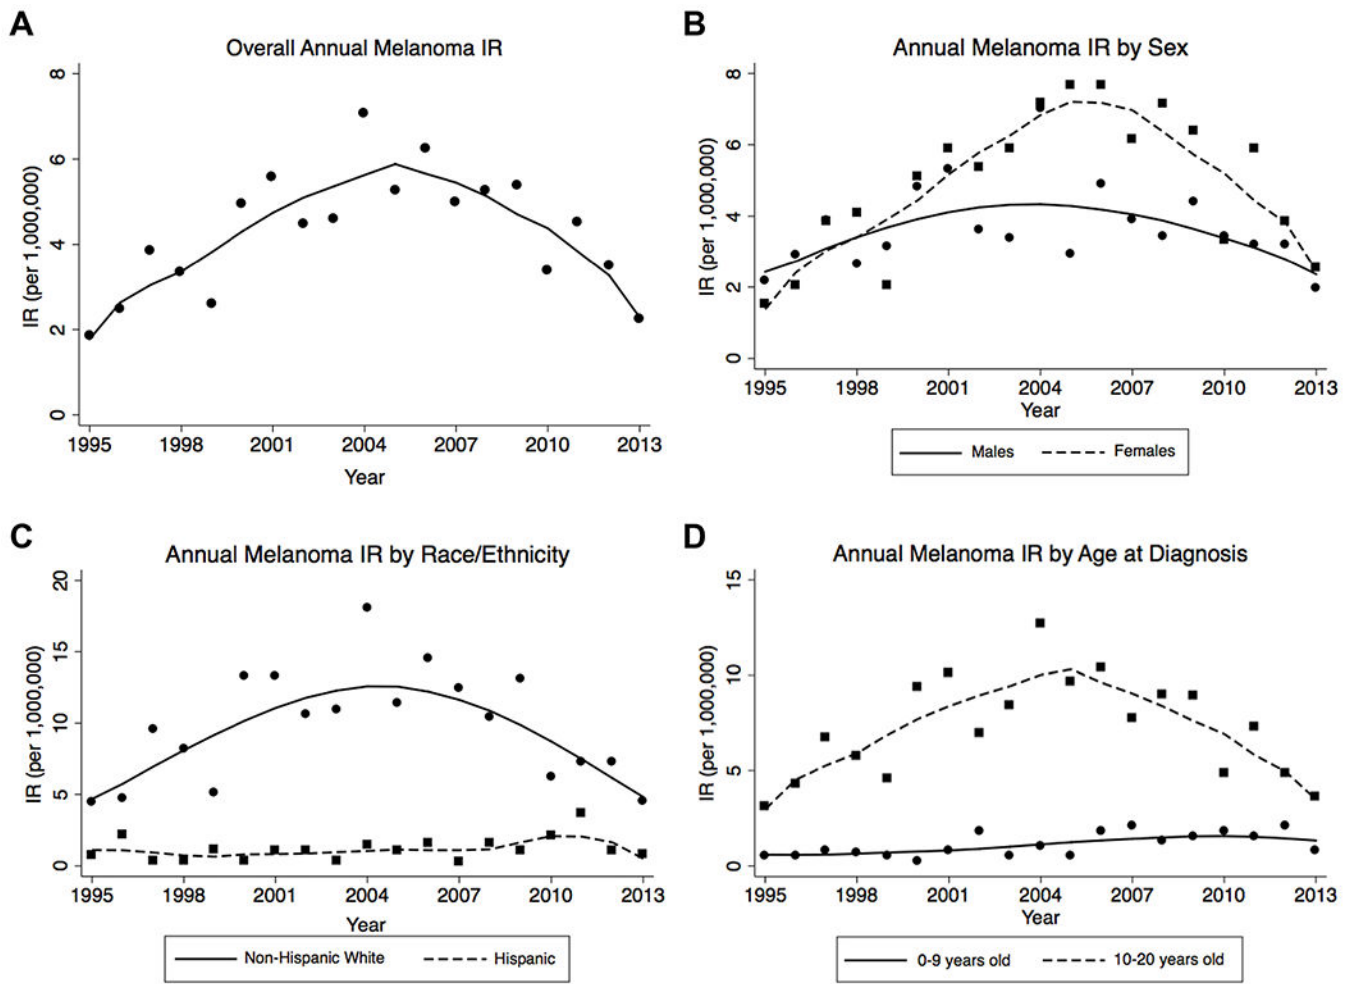 A
Overall Annual Melanoma IR
IR (per 1,000,000)
8
6
4
2
0
1995 1998 2001 2004 2007 2010 2013
Year
B
Annual Melanoma IR by Sex
IR (per 1,000,000)
8
6
4
2
0
1995 1998 2001 2004 2007 2010 2013
Year
Males Females
C
Annual Melanoma IR by Race/Ethnicity
IR (per 1,000,000)
20
15
10
5
0
1995 1998 2001 2004 2007 2010 2013
Year
Non-Hispanic White Hispanic
D
Annual Melanoma IR by Age at Diagnosis
IR (per 1,000,000)
15
10
5
0
1995 1998 2001 2004 2007 2010 2013
Year
0-9 years old 10-20 years old